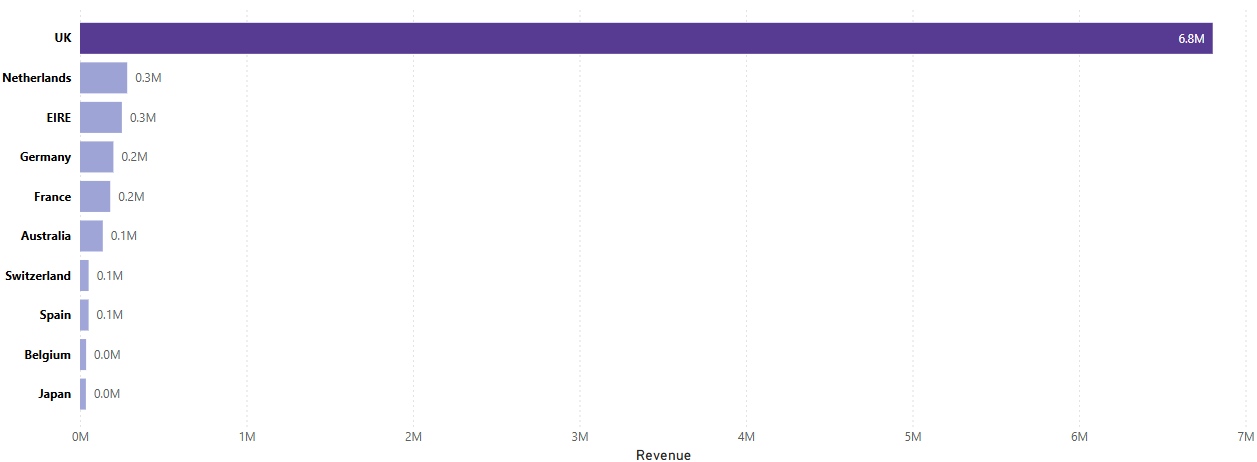 UK 6.8M
Netherlands 0.3M
EIRE 0.3M
Germany 0.2M
France 0.2M
Australia 0.1M
Switzerland 0.1M
Spain 0.1M
Belgium 0.0M
Japan 0.0M
0M 1M 2M 3M 4M 5M 6M 7M
Revenue